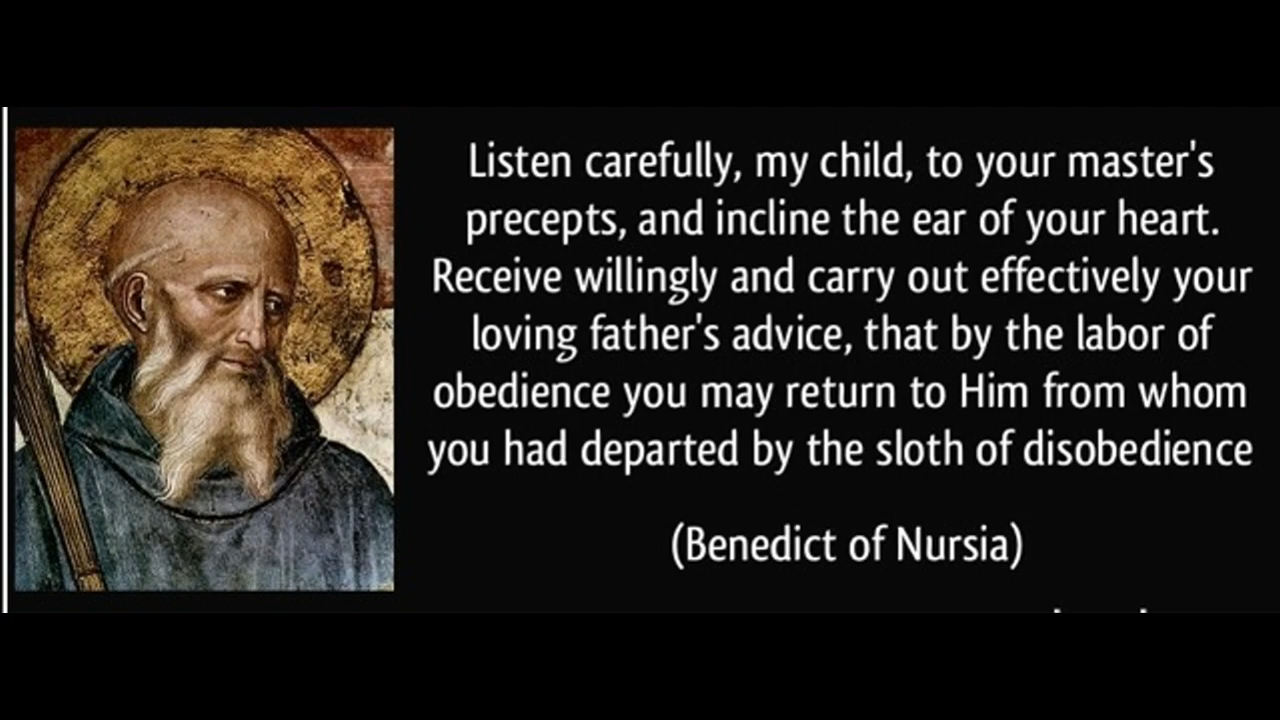 Listen carefully, my child, to your master's
precepts, and incline the ear of your heart.
Receive willingly and carry out effectively your
loving father's advice, that by the labor of
obedience you may return to Him from whom
you had departed by the sloth of disobedience
(Benedict of Nursia)